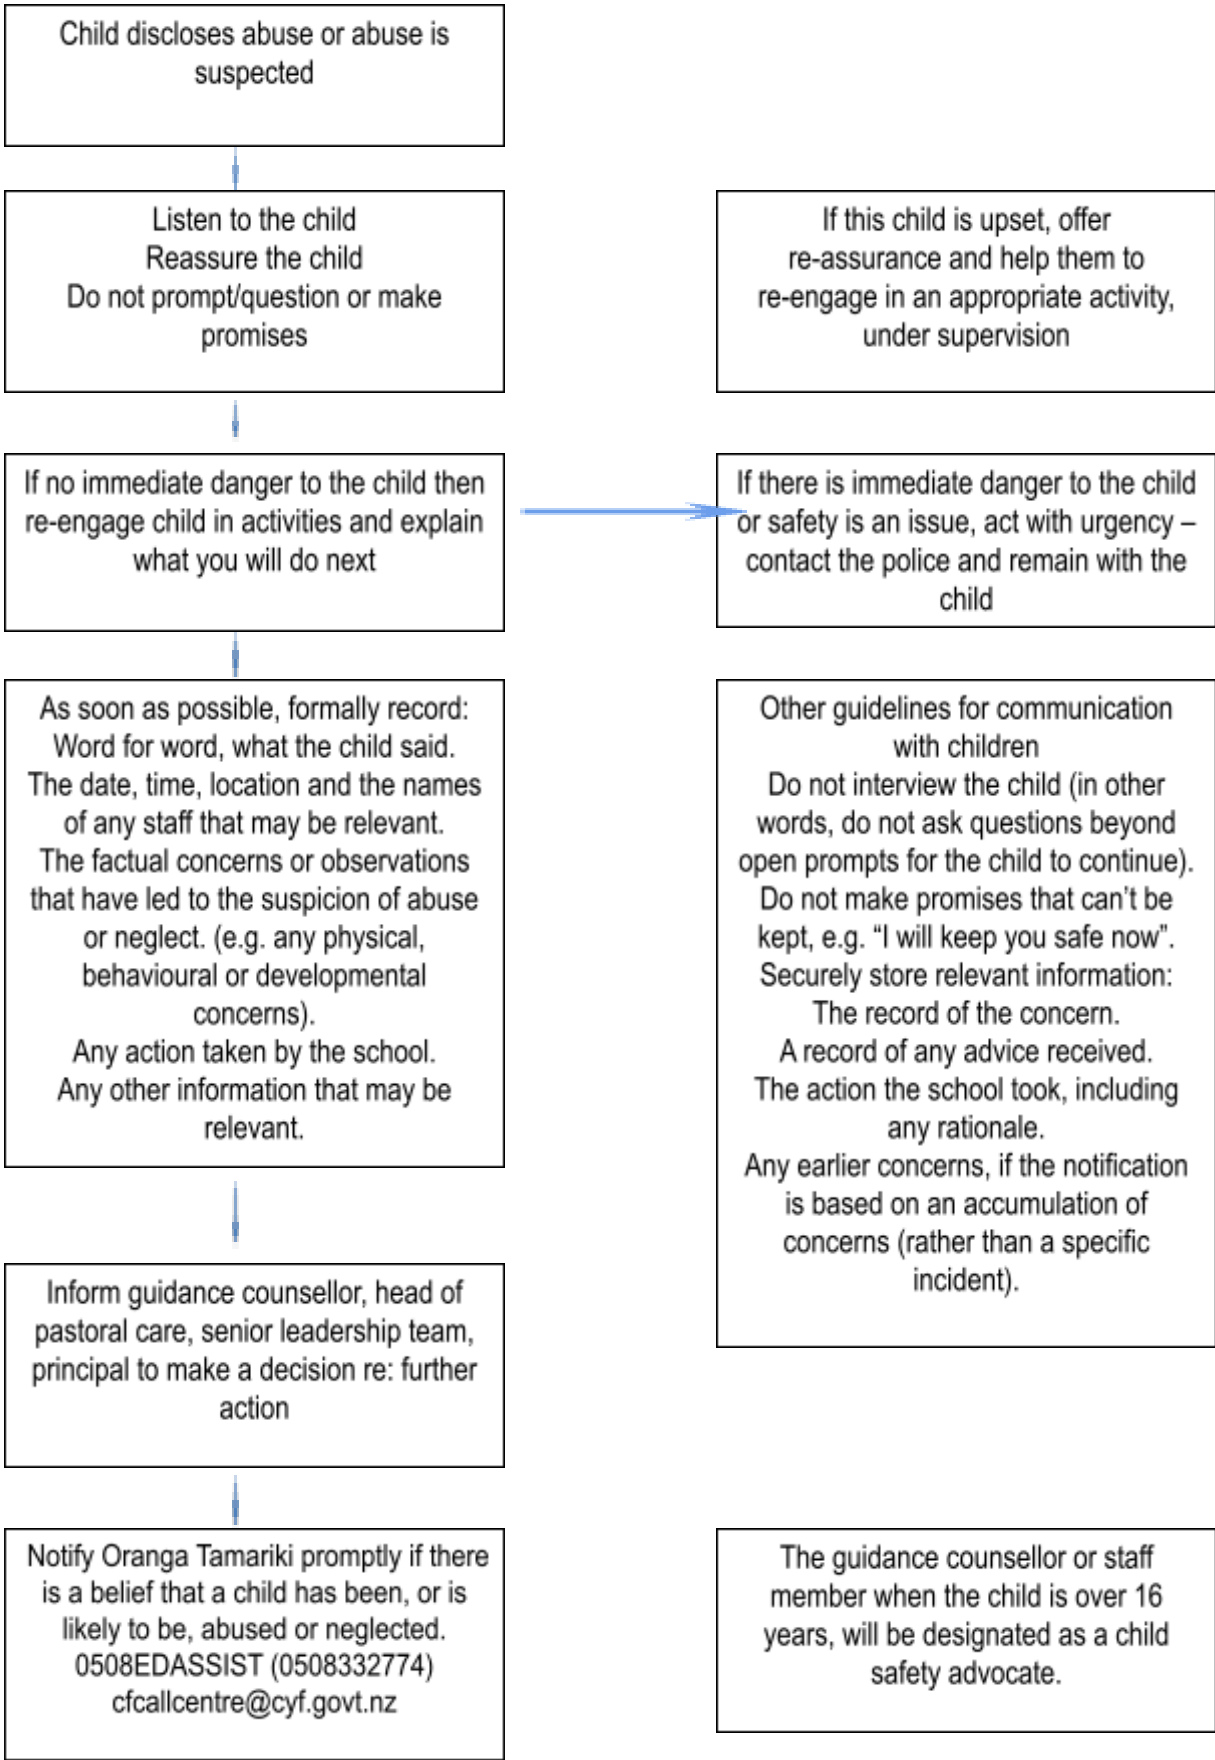 Child discloses abuse or abuse is
suspected
Listen to the child
Reassure the child
Do not prompt/question or make
promises
If this child is upset, offer
re-assurance and help them to
re-engage in an appropriate activity,
under supervision
If no immediate danger to the child then
re-engage child in activities and explain
what you will do next
If there is immediate danger to the child
or safety is an issue, act with urgency –
contact the police and remain with the
child
As soon as possible, formally record:
Word for word, what the child said.
The date, time, location and the names
of any staff that may be relevant.
The factual concerns or observations
that have led to the suspicion of abuse
or neglect. (e.g. any physical,
behavioural or developmental
concerns).
Any action taken by the school.
Any other information that may be
relevant.
Other guidelines for communication
with children
Do not interview the child (in other
words, do not ask questions beyond
open prompts for the child to continue).
Do not make promises that can’t be
kept, e.g. “I will keep you safe now”.
Securely store relevant information:
The record of the concern.
A record of any advice received.
The action the school took, including
any rationale.
Any earlier concerns, if the notification
is based on an accumulation of
concerns (rather than a specific
incident).
Inform guidance counsellor, head of
pastoral care, senior leadership team,
principal to make a decision re: further
action
Notify Oranga Tamariki promptly if there
is a belief that a child has been, or is
likely to be, abused or neglected.
0508EDASSIST (0508332774)
cfcallcentre@cyf.govt.nz
The guidance counsellor or staff
member when the child is over 16
years, will be designated as a child
safety advocate.